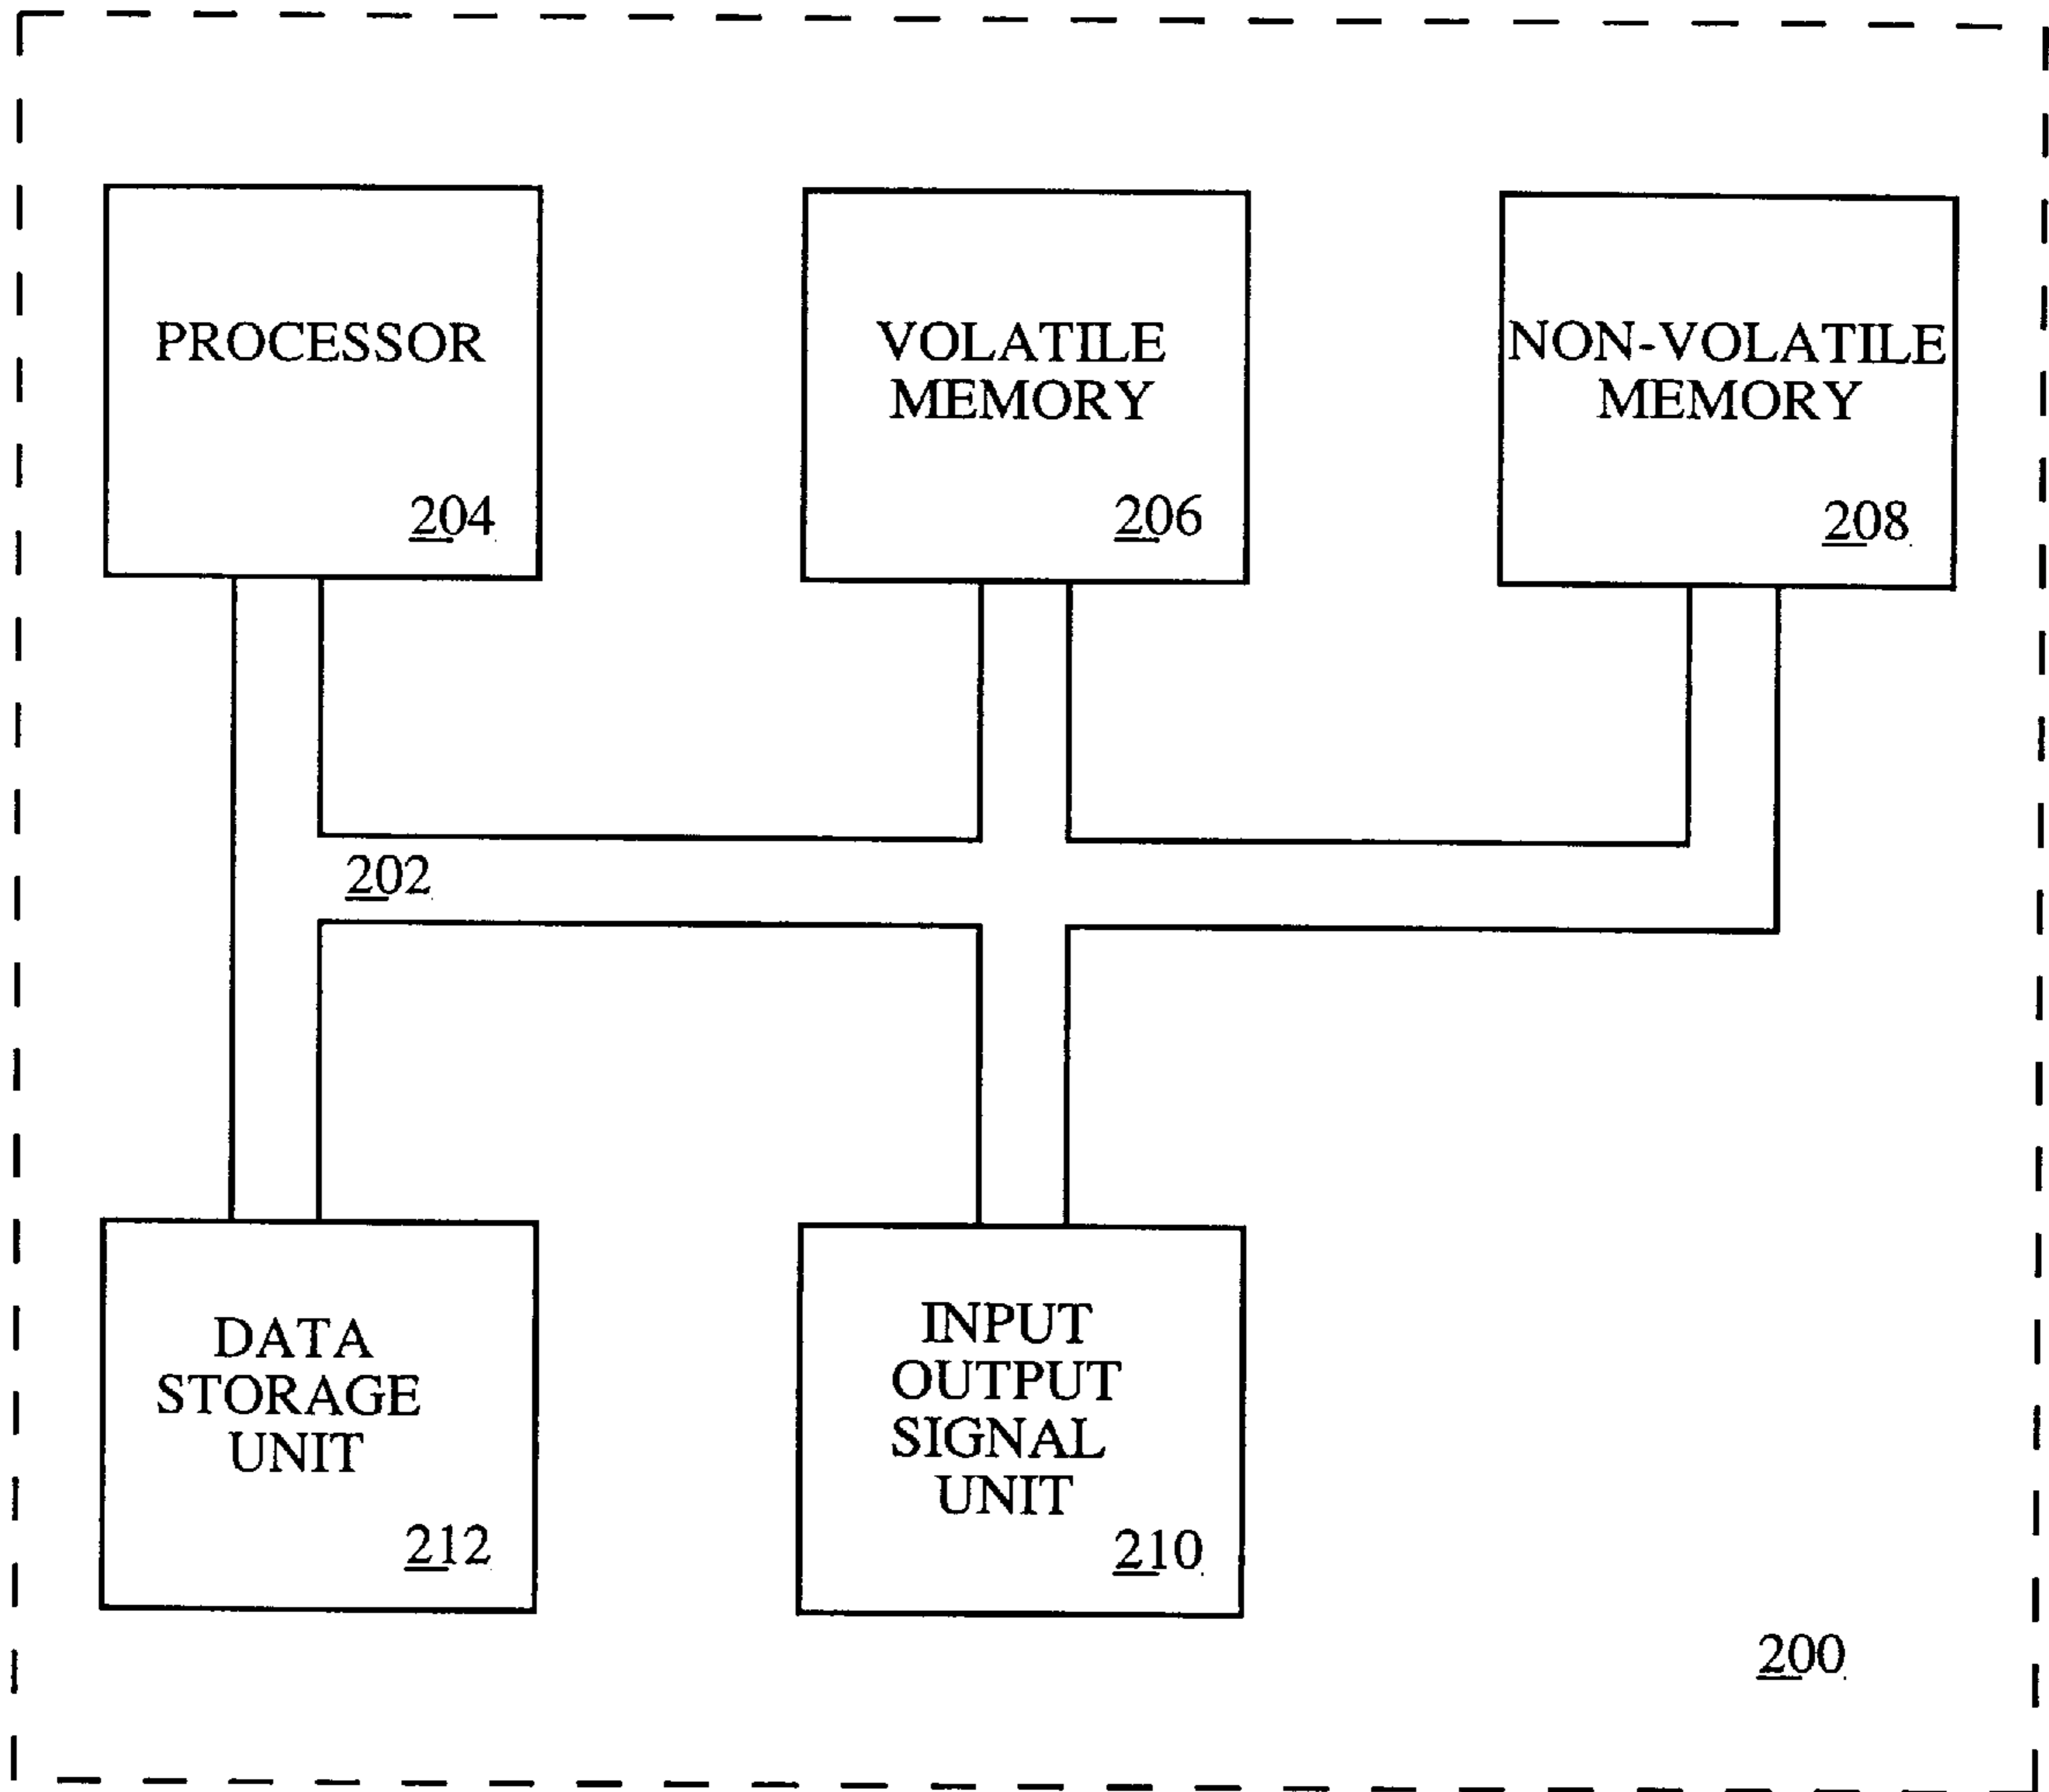 PROCESSOR
204
VOLATILE
MEMORY
206
NON-VOLATILE
MEMORY
208
202
DATA
STORAGE
UNIT
212
INPUT
OUTPUT
SIGNAL
UNIT
210
200